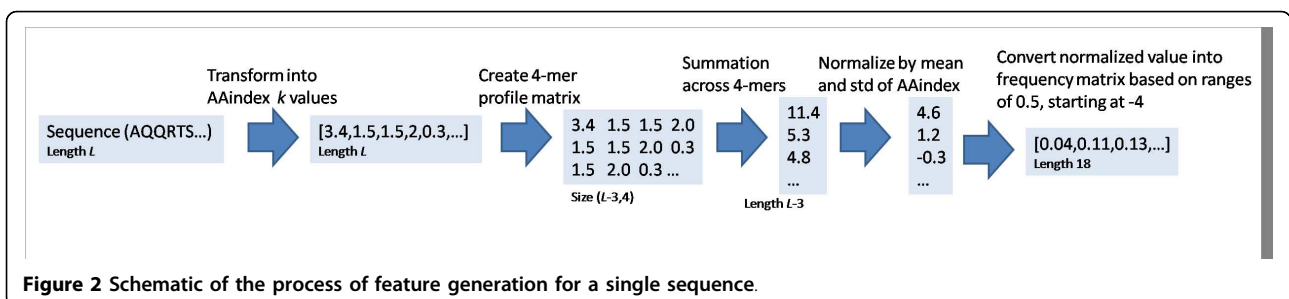 Transform into
AAindex k values
Create 4-mer
profile matrix
Summation
across 4-mers
Normalize by mean
and std of AAindex
Convert normalized value into
frequency matrix based on ranges
of 0.5, starting at -4
Sequence (AQQRTS...)
Length L
[3.4,1.5,1.5,2,0.3,...]
Length L
3.4 1.5 1.5 2.0
1.5 1.5 2.0 0.3
1.5 2.0 0.3 ...
Size (L-3,4)
11.4
5.3
4.8
...
Length L-3
4.6
1.2
-0.3
...
[0.04,0.11,0.13,...]
Length 18
Figure 2 Schematic of the process of feature generation for a single sequence.